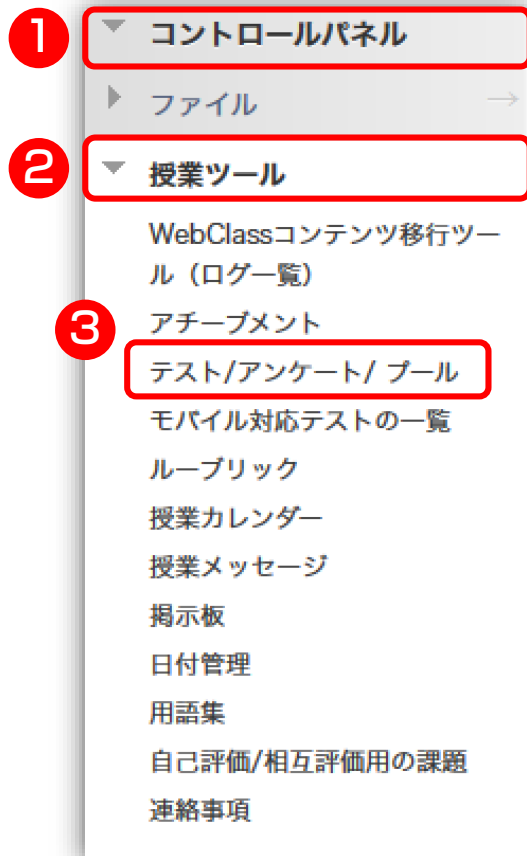 1 コントロールパネル
ファイル →
2 授業ツール
WebClassコンテンツ移行ツー
ル（ログ一覧）
アチーブメント
3 テスト/アンケート/ プール
モバイル対応テストの一覧
ルーブリック
授業カレンダー
授業メッセージ
掲示板
日付管理
用語集
自己評価/相互評価用の課題
連絡事項